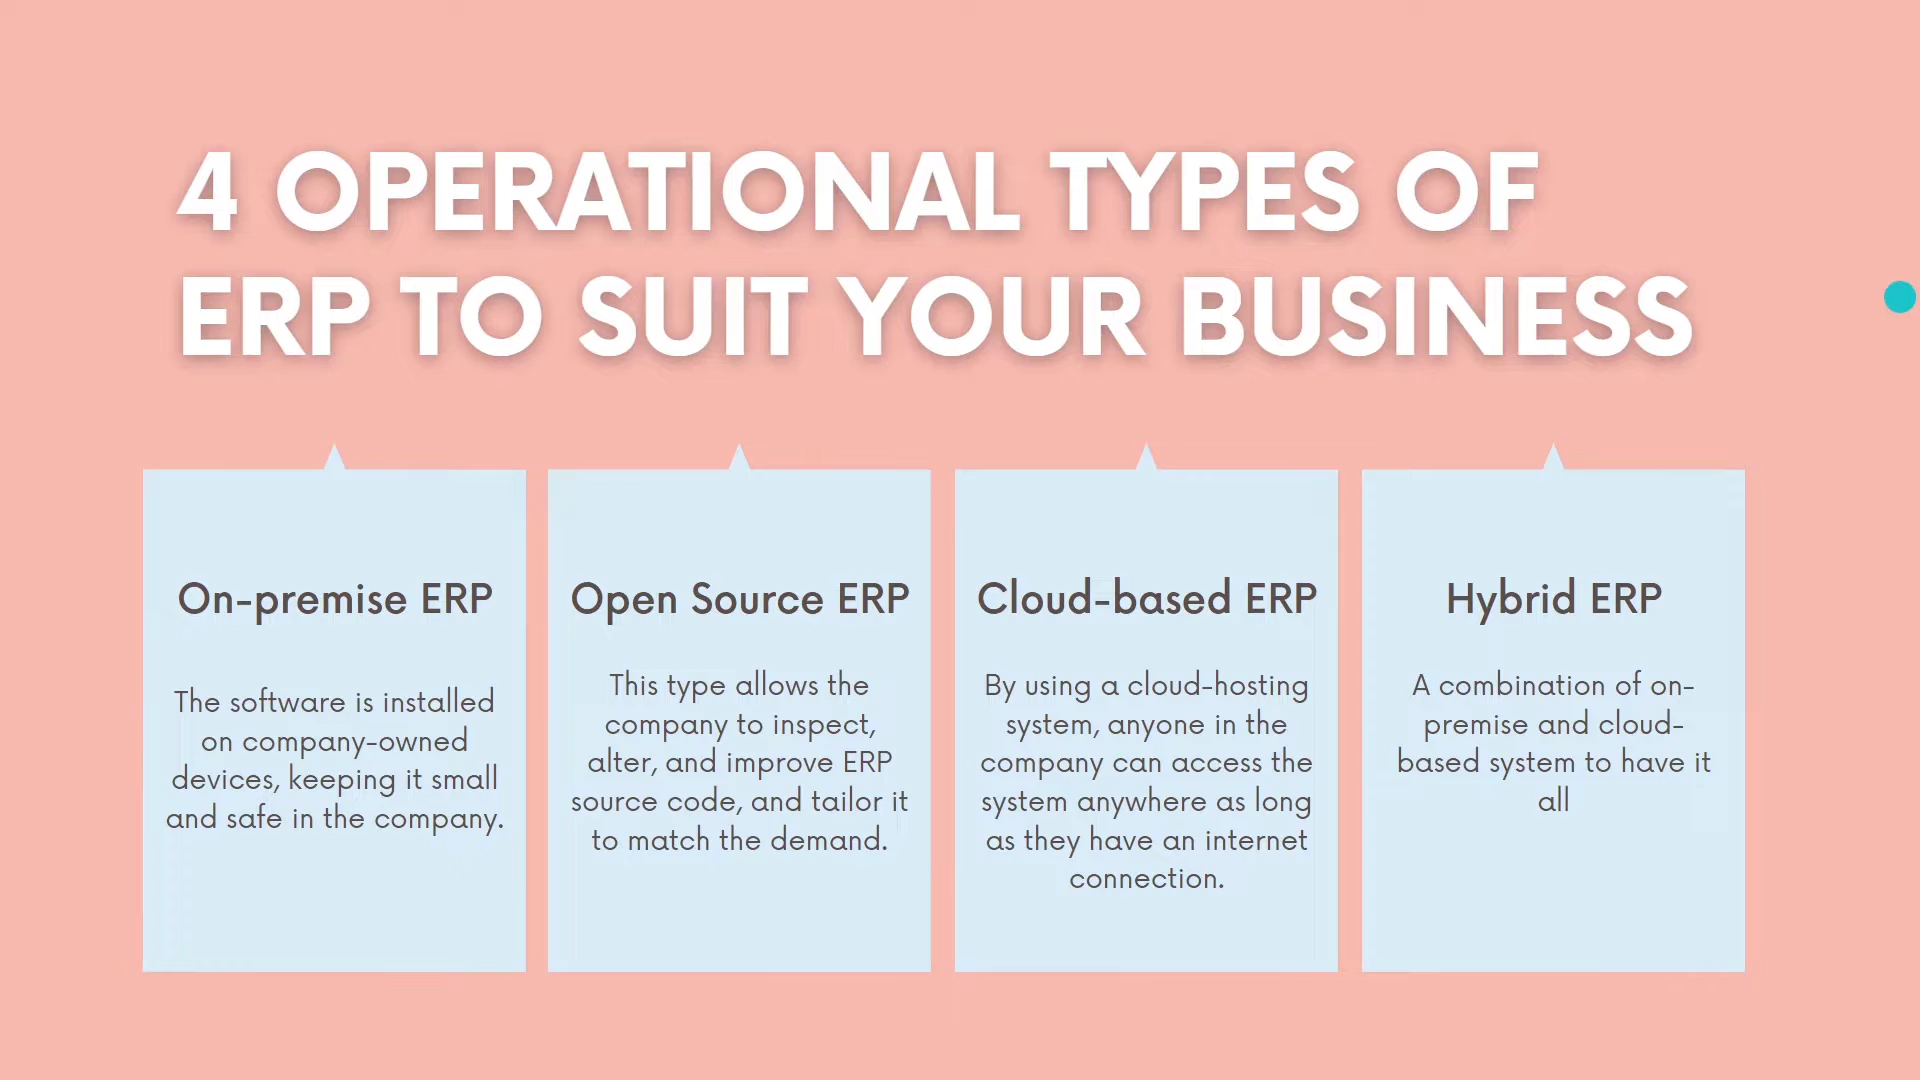 4 OPERATIONAL TYPES OF
ERP TO SUIT YOUR BUSINESS
On-premise ERP
The software is installed
on company-owned
devices, keeping it small
and safe in the company.
Open Source ERP
This type allows the
company to inspect,
alter, and improve ERP
source code, and tailor it
to match the demand.
Cloud-based ERP
By using a cloud-hosting
system, anyone in the
company can access the
system anywhere as long
as they have an internet
connection.
Hybrid ERP
A combination of on-
premise and cloud-
based system to have it
all